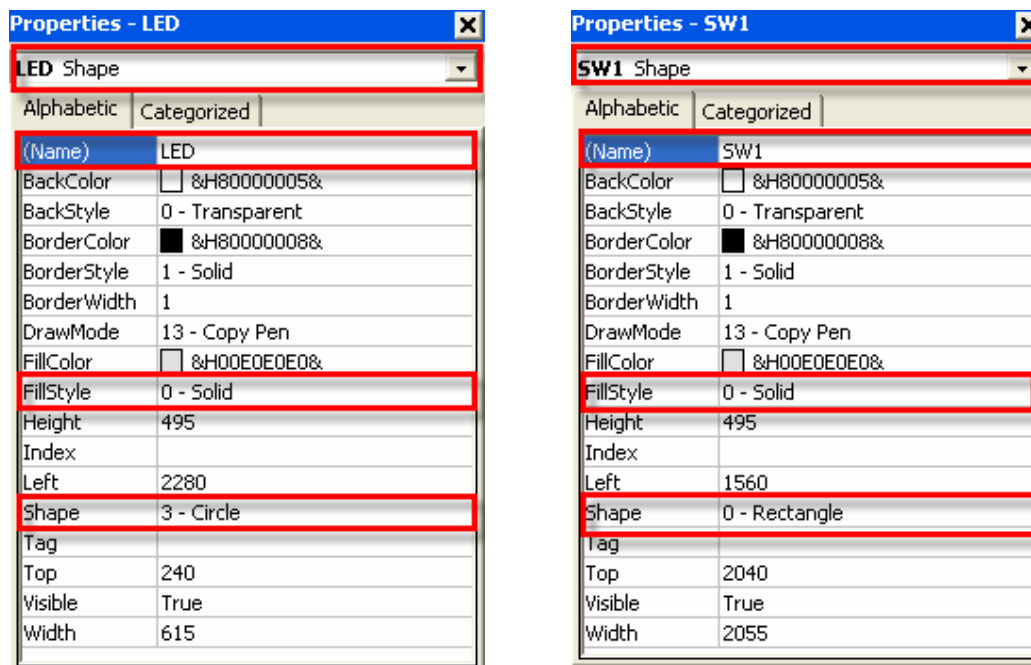 Properties - LED
LED Shape
Alphabetic Categorized
(Name) LED
BackColor &H80000005&
BackStyle 0 - Transparent
BorderColor &H80000008&
BorderStyle 1 - Solid
BorderWidth 1
DrawMode 13 - Copy Pen
FillColor &H00E0E0E0&
FillStyle 0 - Solid
Height 495
Index
Left 2280
Shape 3 - Circle
Tag
Top 240
Visible True
Width 615
Properties - SW1
SW1 Shape
Alphabetic Categorized
(Name) SW1
BackColor &H80000005&
BackStyle 0 - Transparent
BorderColor &H80000008&
BorderStyle 1 - Solid
BorderWidth 1
DrawMode 13 - Copy Pen
FillColor &H00E0E0E0&
FillStyle 0 - Solid
Height 495
Index
Left 1560
Shape 0 - Rectangle
Tag
Top 2040
Visible True
Width 2055